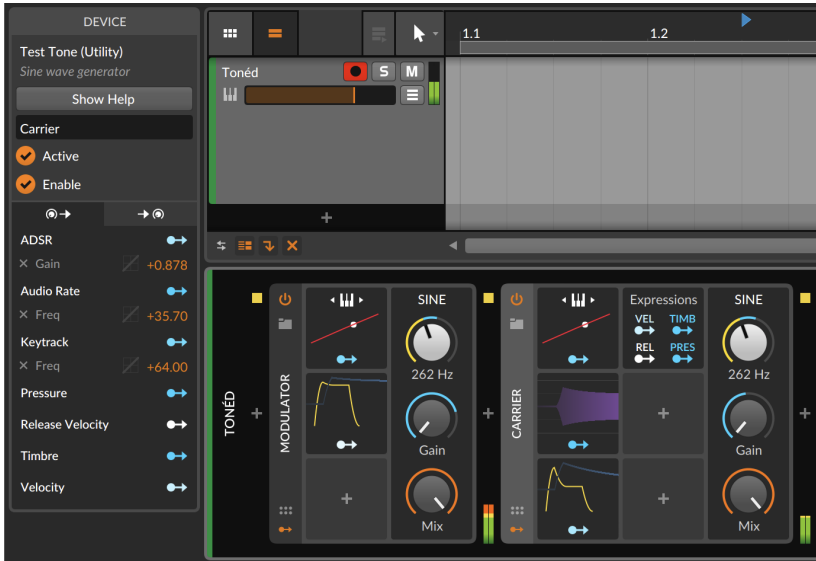 DEVICE
Test Tone (Utility)
Sine wave generator
Show Help
Carrier
Active
Enable
ADSR
× Gain +0.878
Audio Rate
× Freq +35.70
Keytrack
× Freq +64.00
Pressure
Release Velocity
Timbre
Velocity
1.1 1.2
Tonéd S M
TONÉD
MODULATOR
SINE
262 Hz
Gain
Mix
CARRIER
Expressions
VEL TIMB
REL PRES
SINE
262 Hz
Gain
Mix